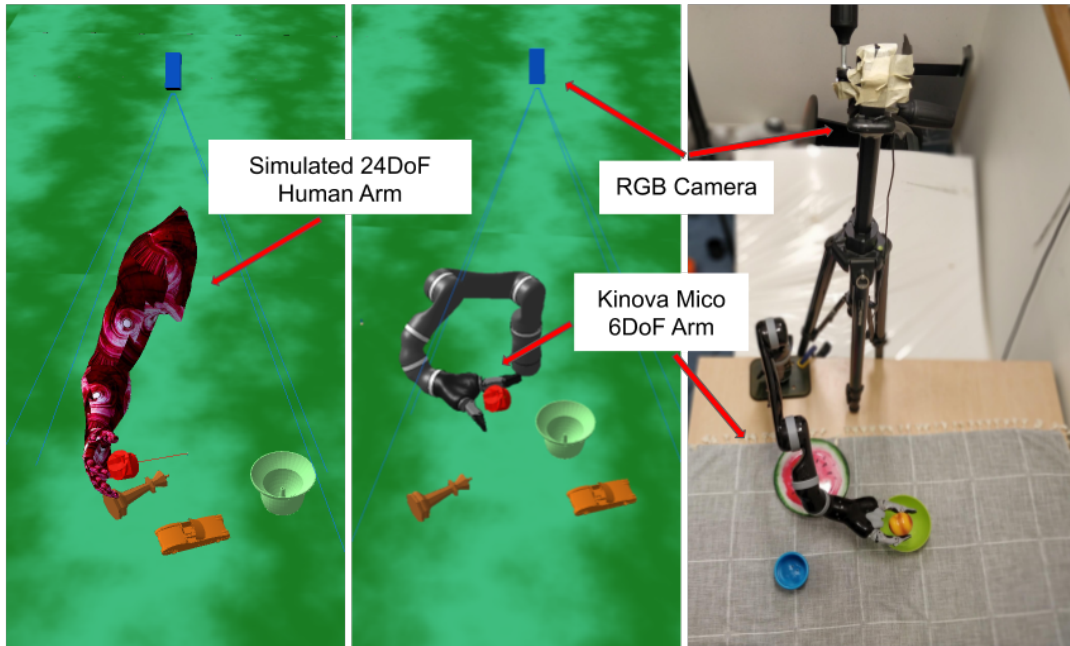 Simulated 24DoF
Human Arm
RGB Camera
Kinova Mico
6DoF Arm